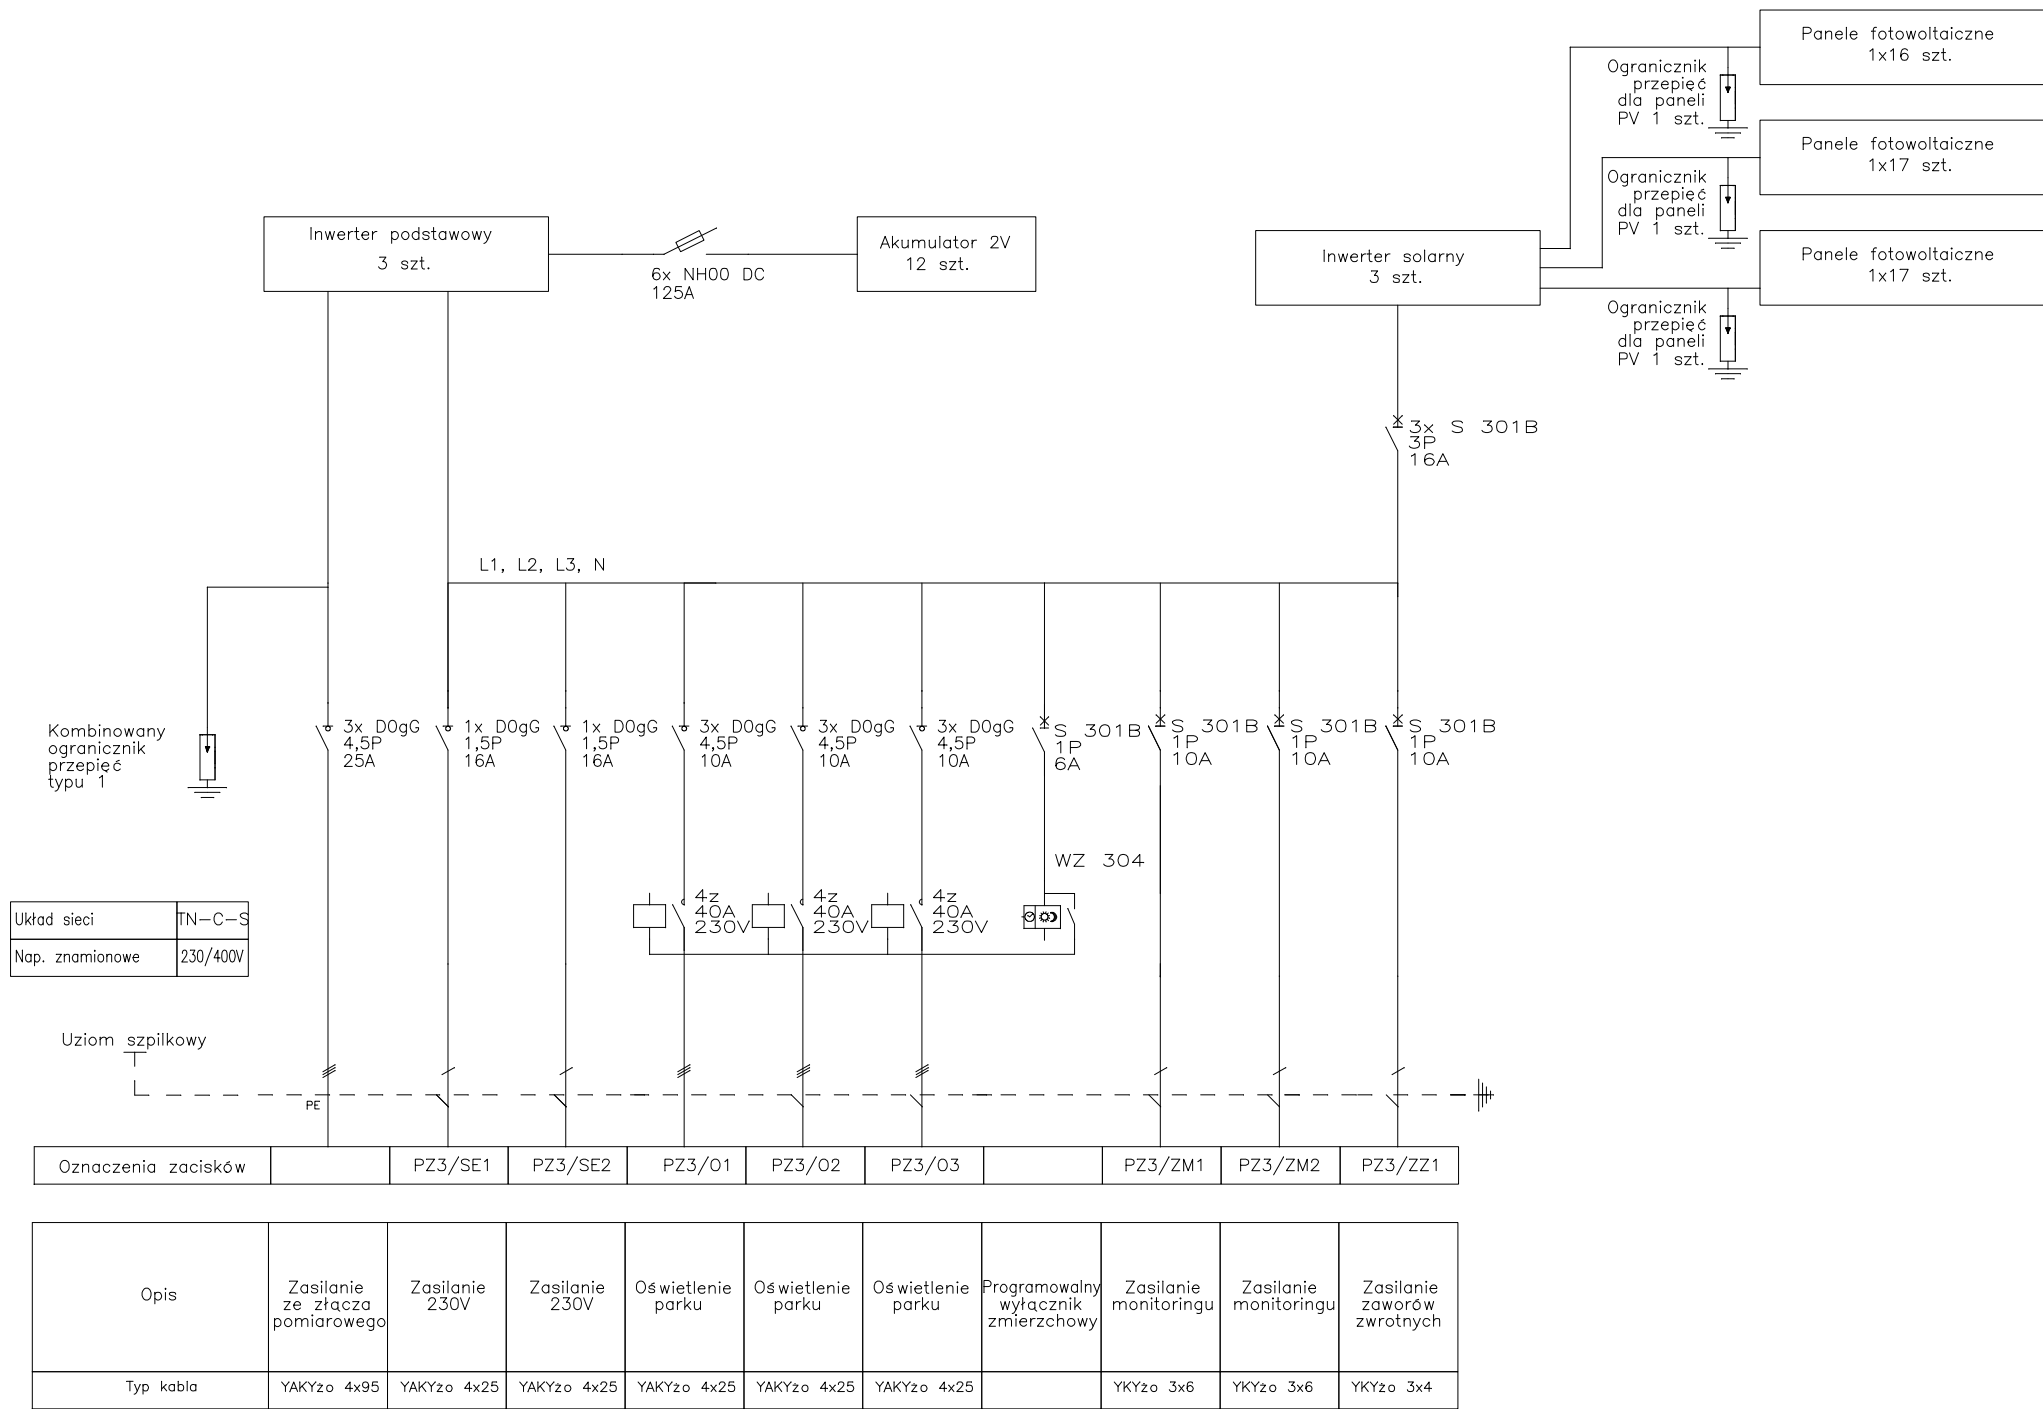 Panele fotowoltaiczne
1x16 szt.
Ogranicznik
przepięć
dla paneli
PV 1 szt.
Panele fotowoltaiczne
1x17 szt.
Ogranicznik
przepięć
dla paneli
PV 1 szt.
Panele fotowoltaiczne
1x17 szt.
Ogranicznik
przepięć
dla paneli
PV 1 szt.
Inwerter podstawowy
3 szt.
6x NH00 DC
125A
Akumulator 2V
12 szt.
Inwerter solarny
3 szt.
3x S 301B
3P
16A
L1, L2, L3, N
Kombinowany
ogranicznik
przepięć
typu 1
3x D0gG
4,5P
25A
1x D0gG
1,5P
16A
1x D0gG
1,5P
16A
3x D0gG
4,5P
10A
3x D0gG
4,5P
10A
3x D0gG
4,5P
10A
S 301B
1P
6A
S 301B
1P
10A
S 301B
1P
10A
S 301B
1P
10A
WZ 304
4z
40A
230V
4z
40A
230V
4z
40A
230V
Układ sieci TN-C-S
Nap. znamionowe 230/400V
Uziom szpilkowy
PE
Oznaczenia zacisków PZ3/SE1 PZ3/SE2 PZ3/O1 PZ3/O2 PZ3/O3 PZ3/ZM1 PZ3/ZM2 PZ3/ZZ1
Opis
Zasilanie
ze złącza
pomiarowego
Zasilanie
230V
Zasilanie
230V
Oświetlenie
parku
Oświetlenie
parku
Oświetlenie
parku
Programowalny
wyłącznik
zmierzchowy
Zasilanie
monitoringu
Zasilanie
monitoringu
Zasilanie
zaworów
zwrotnych
Typ kabla YAKYżo 4x95 YAKYżo 4x25 YAKYżo 4x25 YAKYżo 4x25 YAKYżo 4x25 YAKYżo 4x25 YKYżo 3x6 YKYżo 3x6 YKYżo 3x4